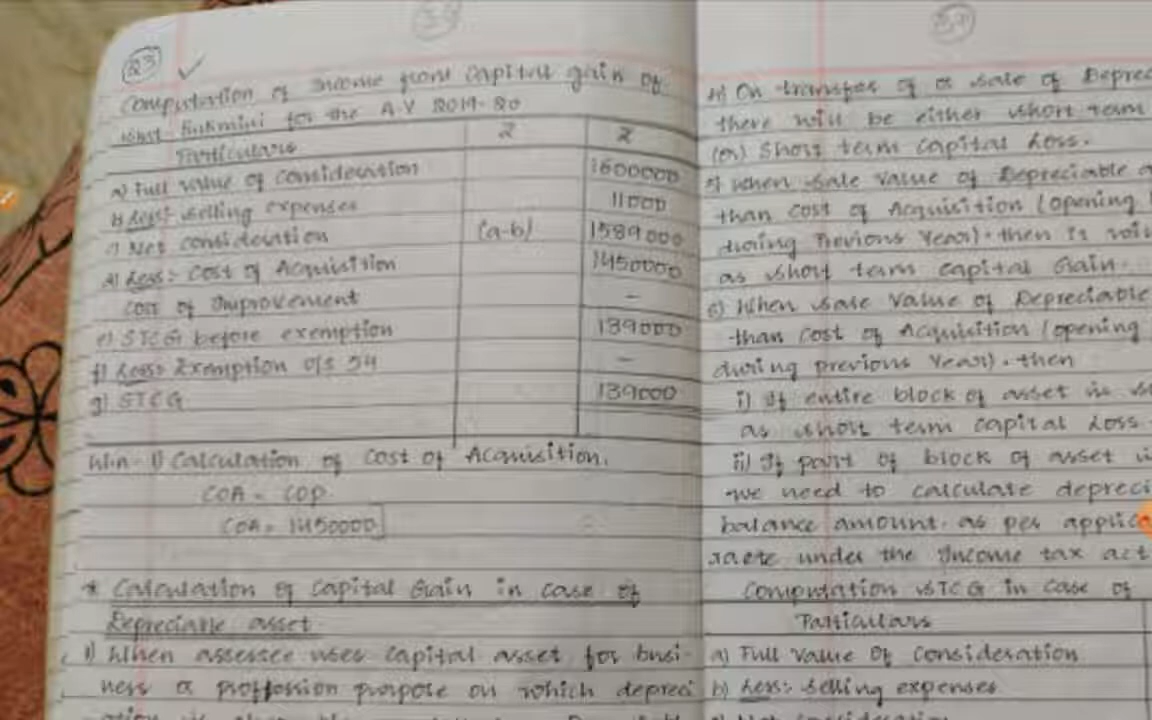 23
Computation of Income from Capital gain of
Smt. Rukmini for the A.Y 2019-20
Particulars ₹ ₹
a) Full value of consideration 1600000
b) Less: selling expenses 11000
c) Net consideration (a-b) 1589000
d) Less: Cost of Acquisition 1450000
Cost of Improvement -
e) STCG before exemption 139000
f) Less: Exemption u/s 54 -
g) STCG 139000
W.n-1) Calculation of Cost of Acquisition.
COA = COP
COA = 1450000
* Calculation of Capital Gain in case of
Depreciable asset
1) When assessee uses capital asset for busi-
ness or proffession purpose on which depreci
On transfer of or sale of Deprec
there will be either short term
(or) Short term capital Loss.
5) When sale value of Depreciable a
than cost of Acquisition (opening
during previous Year) then it
as short term capital Gain.
6) When sale Value of Depreciable
than cost of Acquisition (opening
during previous Year). then
i) If entire block of asset is
as short term capital Loss
ii) If part of block of asset
we need to calculate depreci
balance amount. as per applica
under the Income tax act
Computation STCG in case of
Particulars
a) Full Value Of Consideration
b) Less: Selling expenses